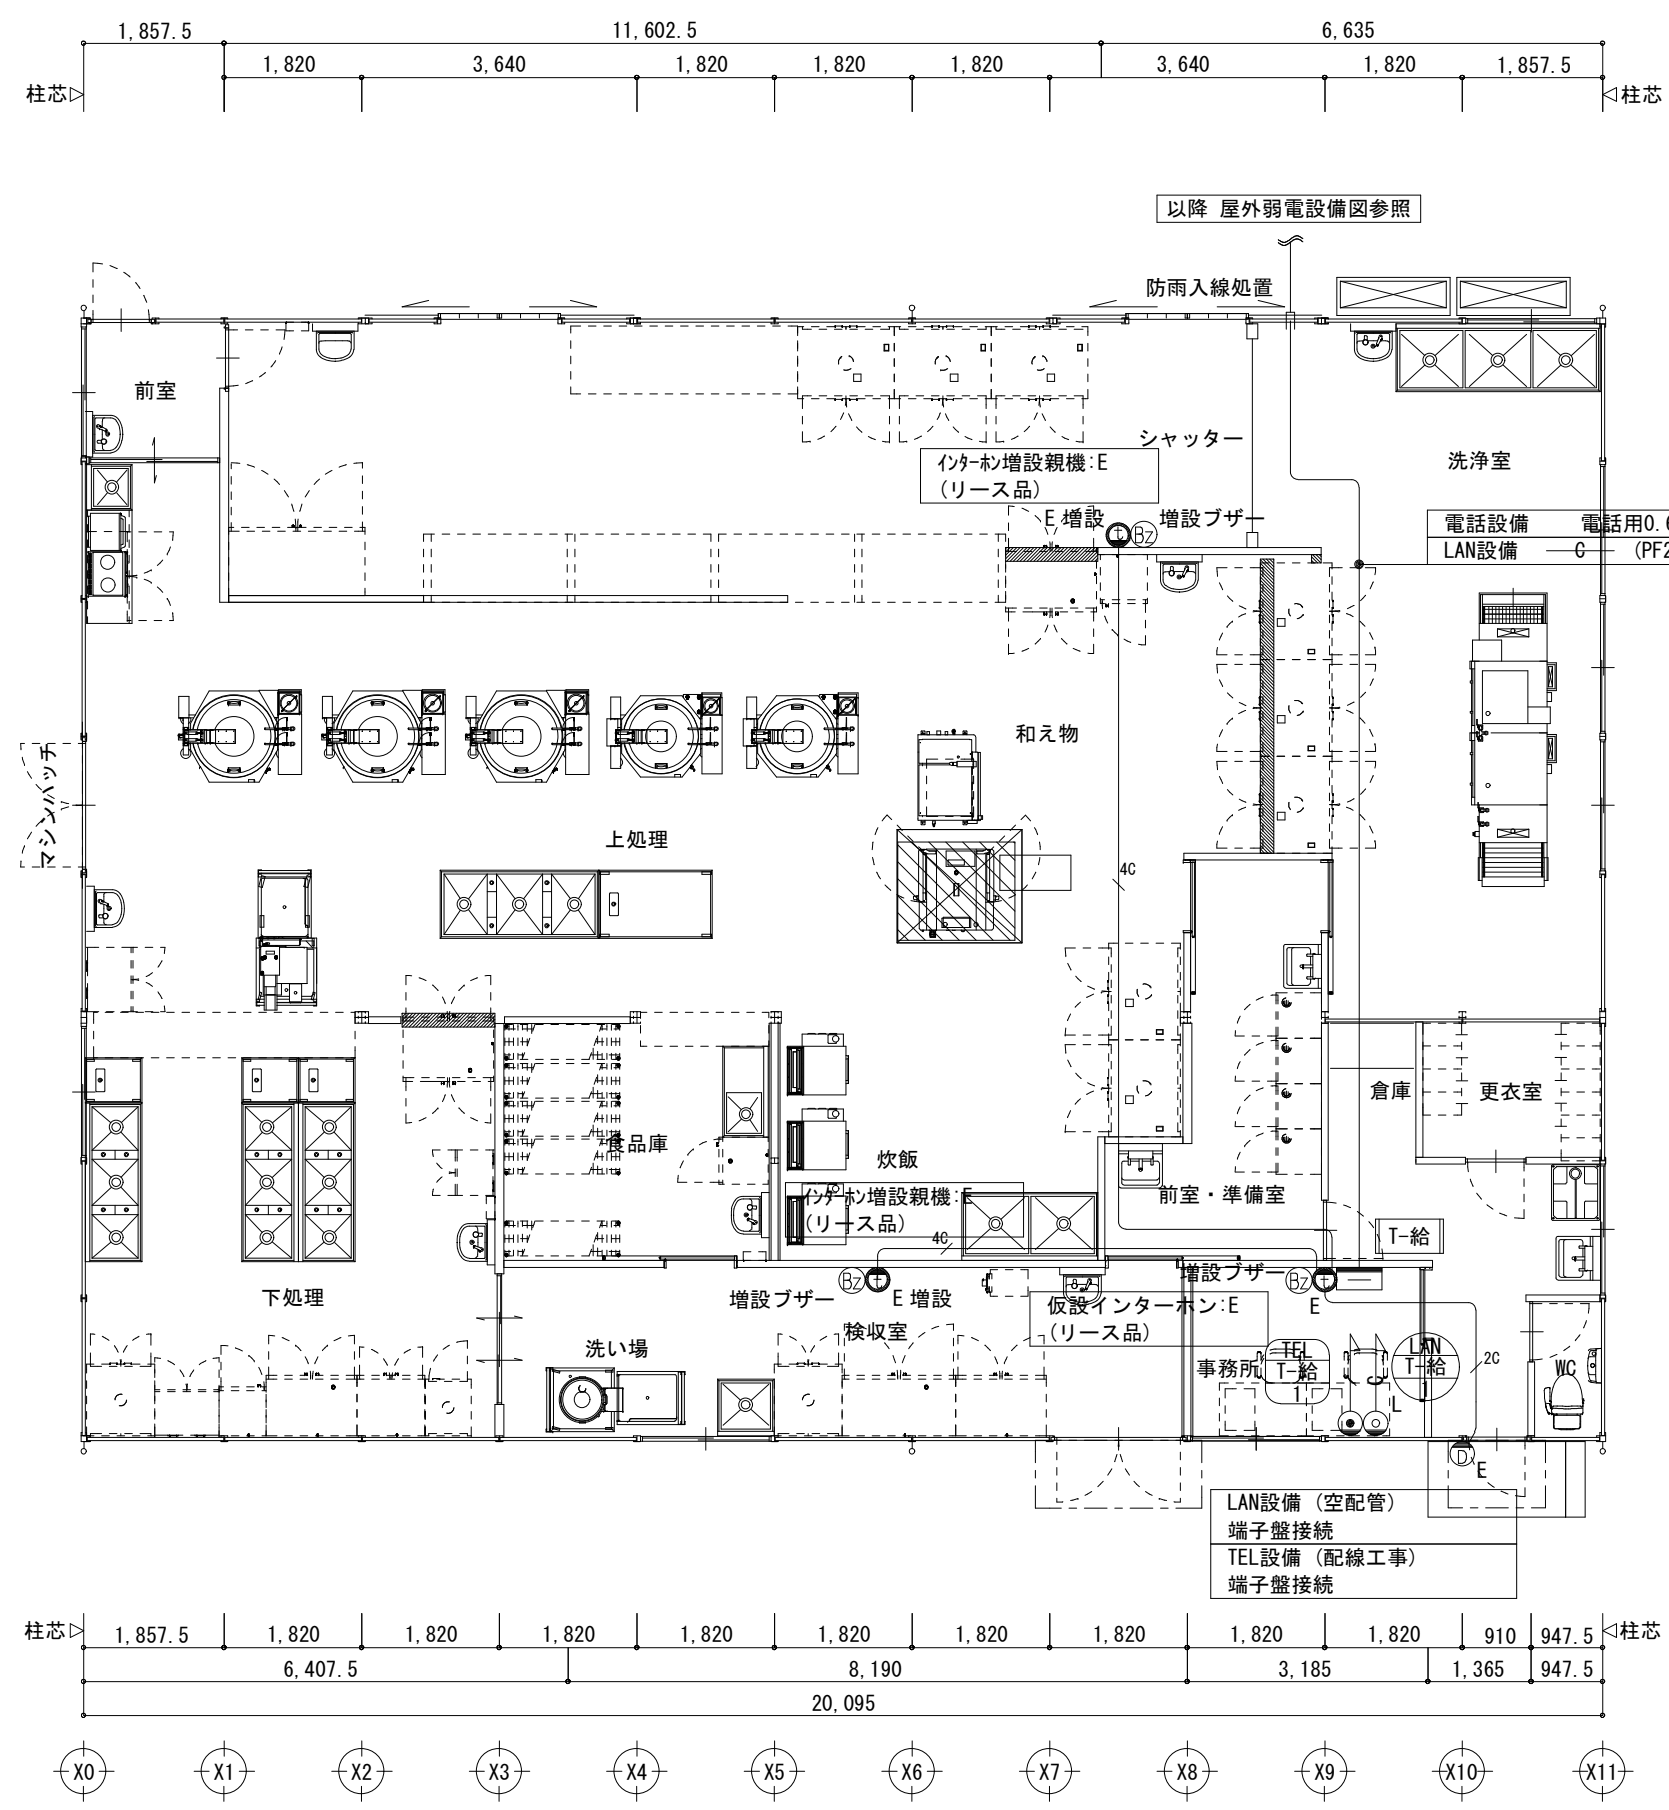 1,857.5 11,602.5 6,635
1,820 3,640 1,820 1,820 1,820 3,640 1,820 1,857.5
柱芯 柱芯
以降 屋外弱電設備図参照
防雨入線処置
前室
シャッター
洗浄室
インターホン増設親機:E
(リース品)
E 増設 t Bz 増設ブザー
電話設備 電話用0.
LAN設備 C (PF2
和え物
マシンハッチ
上処理
4C
倉庫 更衣室
食品庫
炊飯
前室・準備室
インターホン増設親機:E
(リース品)
4C
T-給
下処理
増設ブザー Bz t E 増設
増設ブザー Bz t E
仮設インターホン:E
(リース品)
検収室
洗い場
事務所
TEL
T-給
1
C
L
LAN
T-給
2C
WC
D E
LAN設備 (空配管)
端子盤接続
TEL設備 (配線工事)
端子盤接続
柱芯 柱芯
1,857.5 1,820 1,820 1,820 1,820 1,820 1,820 1,820 1,820 1,820 910 947.5
6,407.5 8,190 3,185 1,365 947.5
20,095
X0 X1 X2 X3 X4 X5 X6 X7 X8 X9 X10 X11